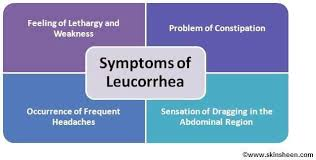 Feeling of Lethargy and
Weakness
Problem of Constipation
Symptoms of
Leucorrhea
Occurrence of Frequent
Headaches
Sensation of Dragging in the
Abdominal Region
©www.skinsheen.com